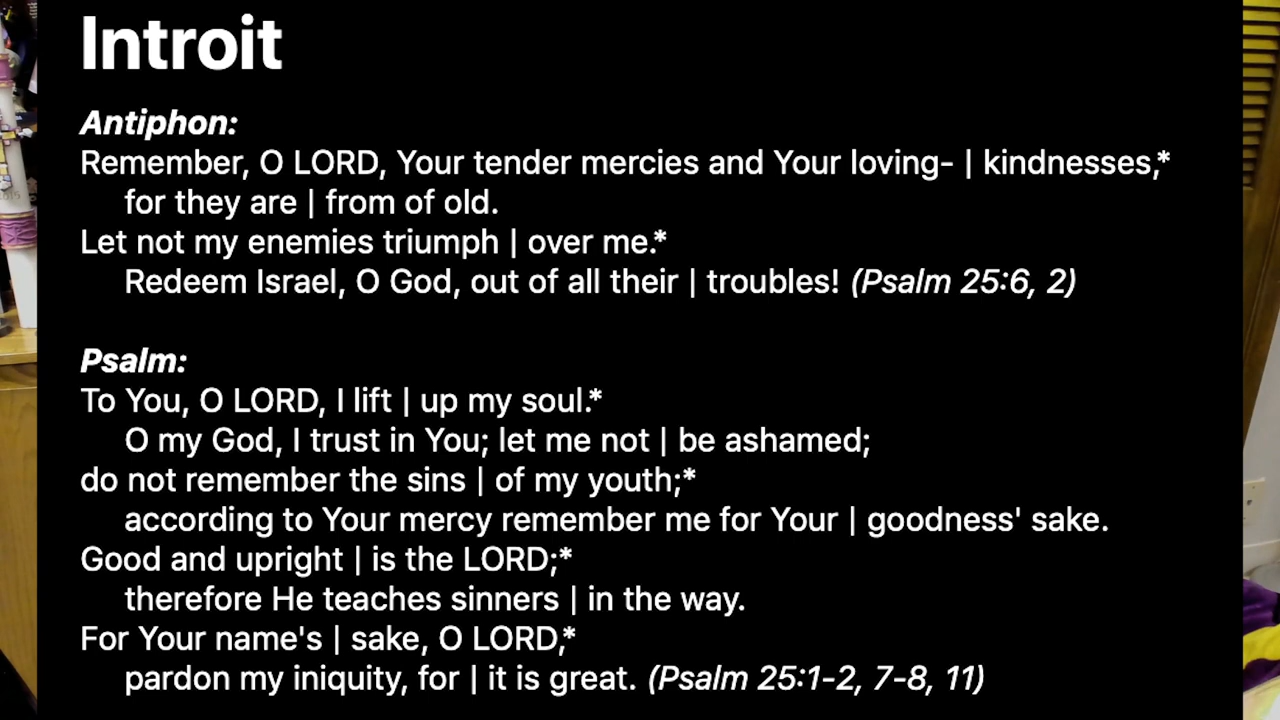 Introit
Antiphon:
Remember, O LORD, Your tender mercies and Your loving- | kindnesses,*
for they are | from of old.
Let not my enemies triumph | over me.*
Redeem Israel, O God, out of all their | troubles! (Psalm 25:6, 2)
Psalm:
To You, O LORD, I lift | up my soul.*
O my God, I trust in You; let me not | be ashamed;
do not remember the sins | of my youth;*
according to Your mercy remember me for Your | goodness' sake.
Good and upright | is the LORD;*
therefore He teaches sinners | in the way.
For Your name's | sake, O LORD,*
pardon my iniquity, for | it is great. (Psalm 25:1-2, 7-8, 11)